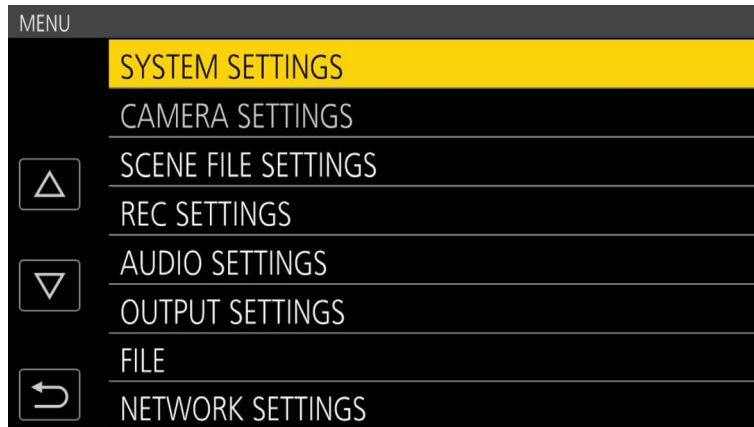 MENU
SYSTEM SETTINGS
CAMERA SETTINGS
SCENE FILE SETTINGS
REC SETTINGS
AUDIO SETTINGS
OUTPUT SETTINGS
FILE
NETWORK SETTINGS